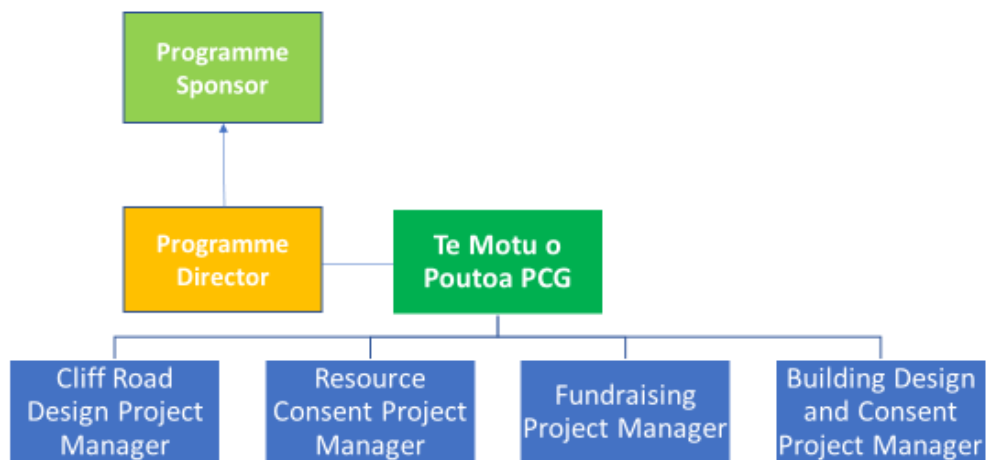 Programme
Sponsor
Programme
Director
Te Motu o
Poutoa PCG
Cliff Road
Design Project
Manager
Resource
Consent Project
Manager
Fundraising
Project Manager
Building Design
and Consent
Project Manager